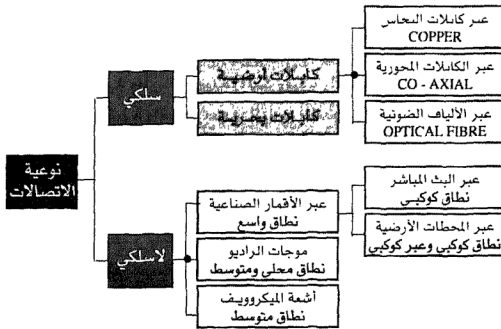 نوعية
الاتصالات
سلكي
كابلات أرضية
عبر كابلات النحاس
COPPER
عبر الكابلات المحورية
CO - AXIAL
عبر الألياف الضوئية
OPTICAL FIBRE
كابلات بحرية
لاسلكي
عبر الأقمار الصناعية
نطاق واسع
عبر البث المباشر
نطاق كوكبي
عبر المحطات الأرضية
نطاق كوكبي وعبر كوكبي
موجات الراديو
نطاق محلي ومتوسط
أشعة الميكروويف
نطاق متوسط